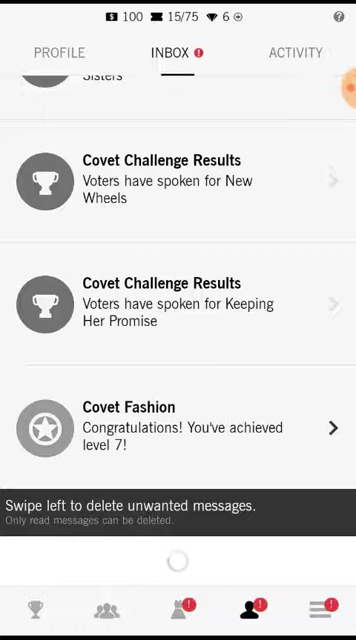 100 15/75 6
PROFILE INBOX ACTIVITY
Sisters
Covet Challenge Results
Voters have spoken for New
Wheels
Covet Challenge Results
Voters have spoken for Keeping
Her Promise
Covet Fashion
Congratulations! You've achieved
level 7!
Swipe left to delete unwanted messages.
Only read messages can be deleted.